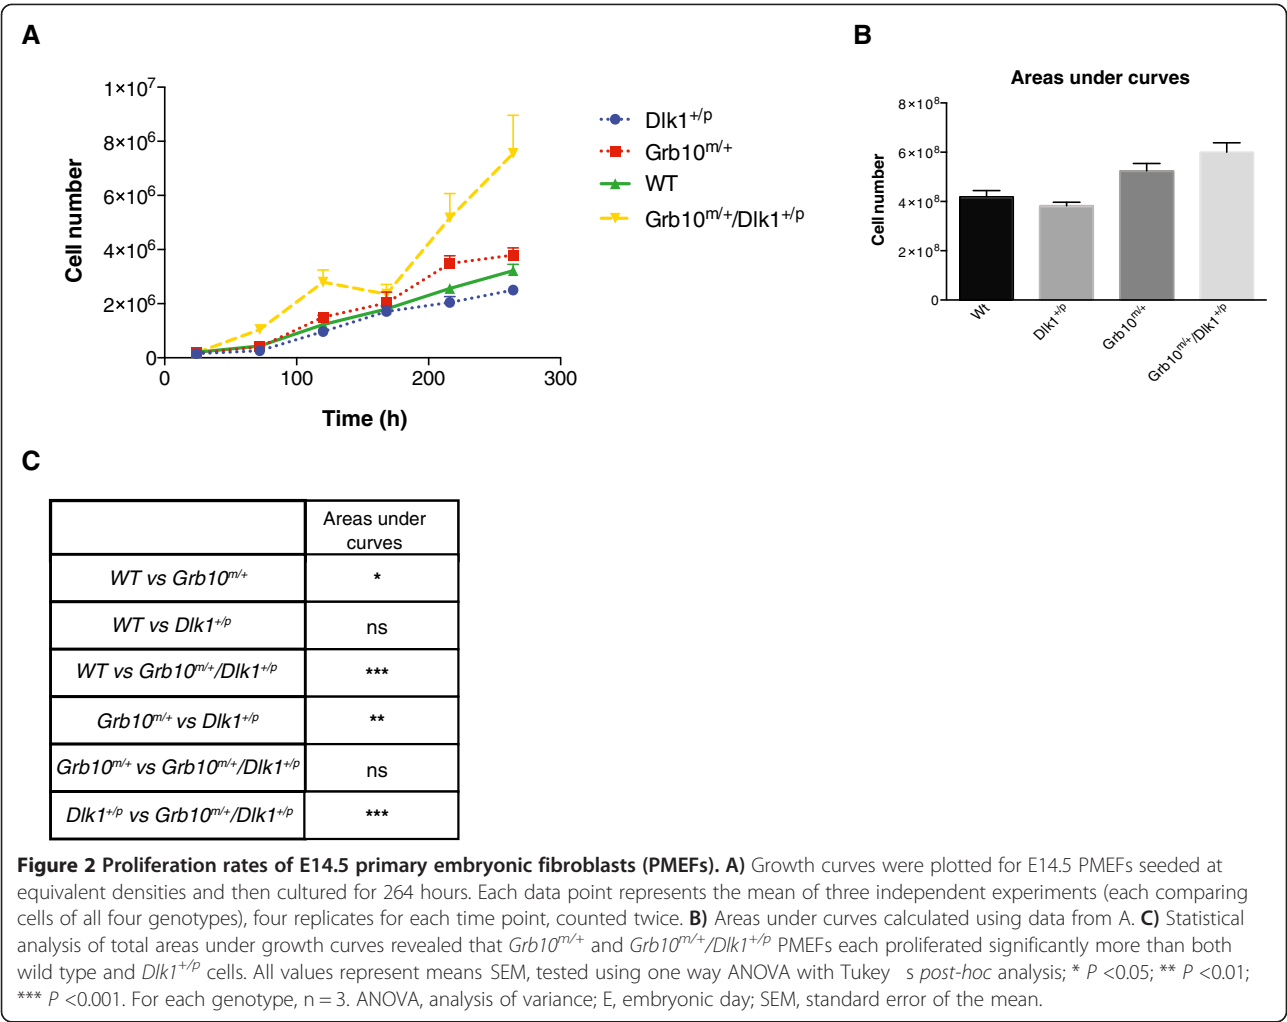 A
B
1×10⁷
8×10⁶
6×10⁶
4×10⁶
2×10⁶
0
Cell number
0 100 200 300
Time (h)
Dlk1⁺/ᵖ
Grb10ᵐ/⁺
WT
Grb10ᵐ/⁺/Dlk1⁺/ᵖ
Areas under curves
8×10⁸
6×10⁸
4×10⁸
2×10⁸
0
Cell number
Wt
Dlk1⁺/ᵖ
Grb10ᵐ/⁺
Grb10ᵐ/⁺/Dlk1⁺/ᵖ
C
Areas under
curves
WT vs Grb10ᵐ/⁺ *
WT vs Dlk1⁺/ᵖ ns
WT vs Grb10ᵐ/⁺/Dlk1⁺/ᵖ ***
Grb10ᵐ/⁺ vs Dlk1⁺/ᵖ **
Grb10ᵐ/⁺ vs Grb10ᵐ/⁺/Dlk1⁺/ᵖ ns
Dlk1⁺/ᵖ vs Grb10ᵐ/⁺/Dlk1⁺/ᵖ ***
Figure 2 Proliferation rates of E14.5 primary embryonic fibroblasts (PMEFs). A) Growth curves were plotted for E14.5 PMEFs seeded at
equivalent densities and then cultured for 264 hours. Each data point represents the mean of three independent experiments (each comparing
cells of all four genotypes), four replicates for each time point, counted twice. B) Areas under curves calculated using data from A. C) Statistical
analysis of total areas under growth curves revealed that Grb10ᵐ/⁺ and Grb10ᵐ/⁺/Dlk1⁺/ᵖ PMEFs each proliferated significantly more than both
wild type and Dlk1⁺/ᵖ cells. All values represent means SEM, tested using one way ANOVA with Tukey s post-hoc analysis; * P <0.05; ** P <0.01;
*** P <0.001. For each genotype, n = 3. ANOVA, analysis of variance; E, embryonic day; SEM, standard error of the mean.